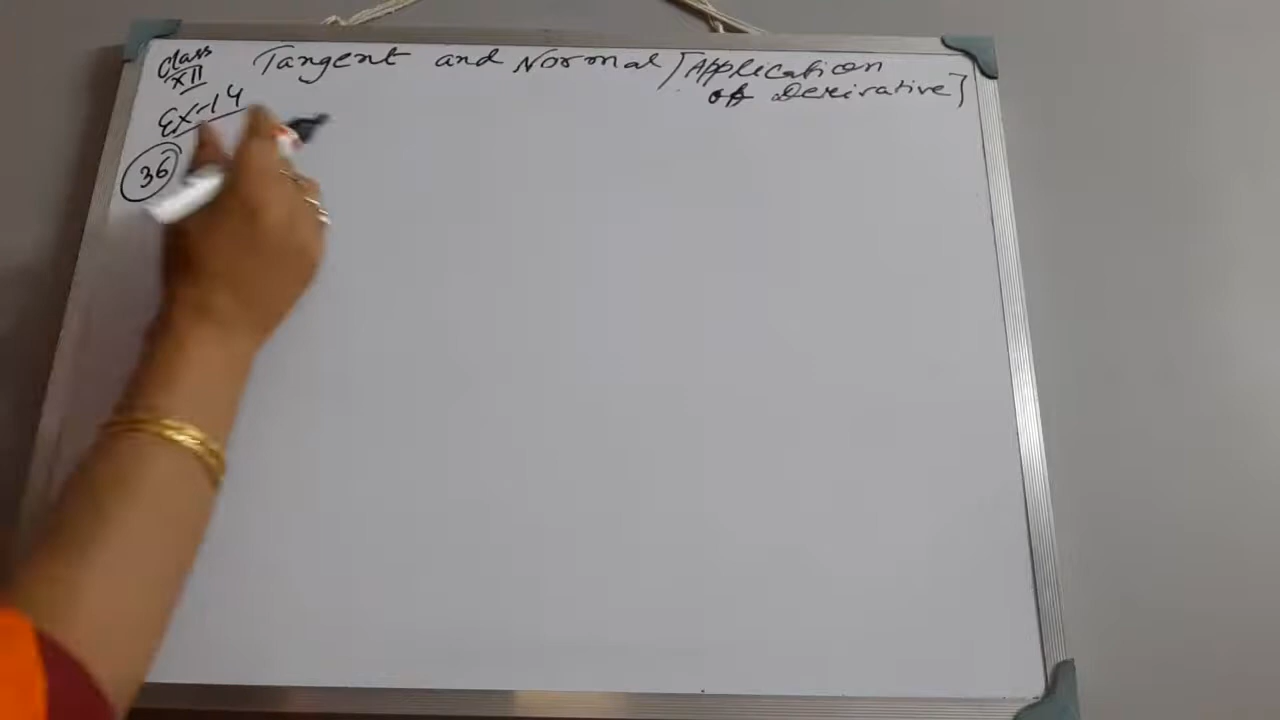 Class Tangent and Normal [Application
XII of Derivative]
Ex-14
36